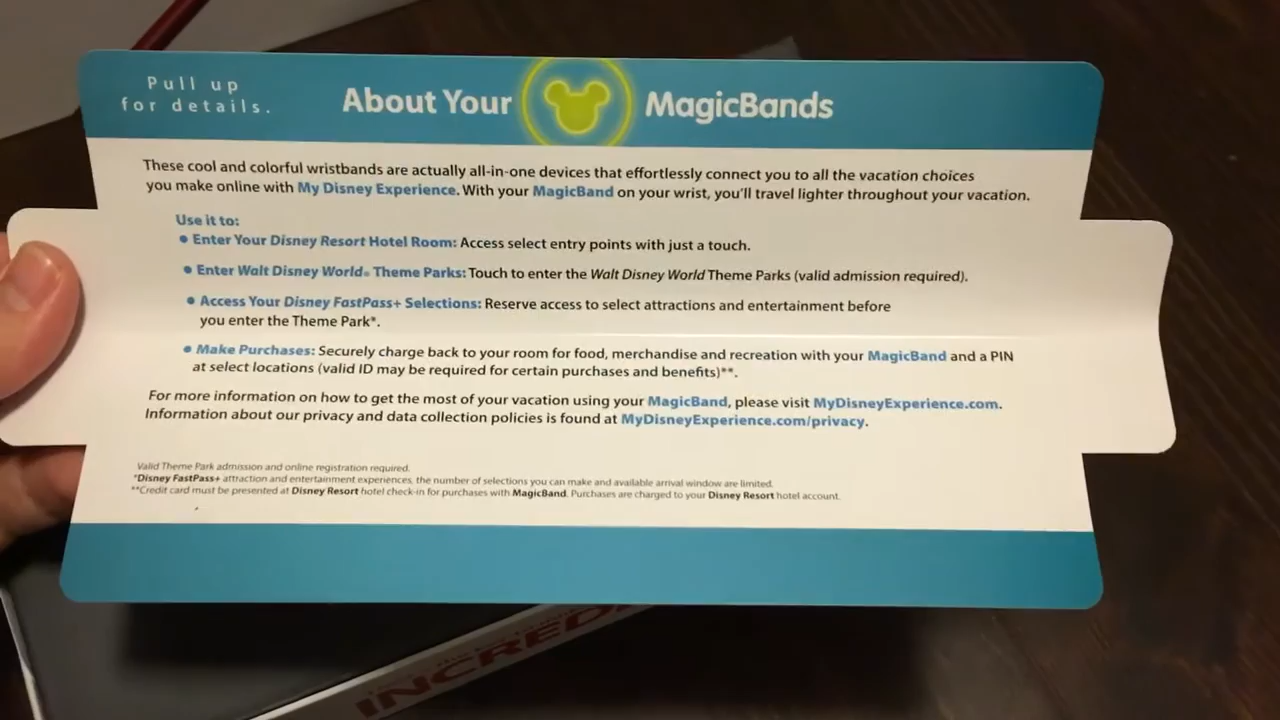 Pull up
for details.
About Your MagicBands
These cool and colorful wristbands are actually all-in-one devices that effortlessly connect you to all the vacation choices
you make online with My Disney Experience. With your MagicBand on your wrist, you'll travel lighter throughout your vacation.
Use it to:
• Enter Your Disney Resort Hotel Room: Access select entry points with just a touch.
• Enter Walt Disney World® Theme Parks: Touch to enter the Walt Disney World Theme Parks (valid admission required).
• Access Your Disney FastPass+ Selections: Reserve access to select attractions and entertainment before
you enter the Theme Park*.
• Make Purchases: Securely charge back to your room for food, merchandise and recreation with your MagicBand and a PIN
at select locations (valid ID may be required for certain purchases and benefits)**.
For more information on how to get the most of your vacation using your MagicBand, please visit MyDisneyExperience.com.
Information about our privacy and data collection policies is found at MyDisneyExperience.com/privacy.
Valid Theme Park admission and online registration required.
*Disney FastPass+ attraction and entertainment experiences, the number of selections you can make and available arrival window are limited.
**Credit card must be presented at Disney Resort hotel check-in for purchases with MagicBand. Purchases are charged to your Disney Resort hotel account.
INCRED